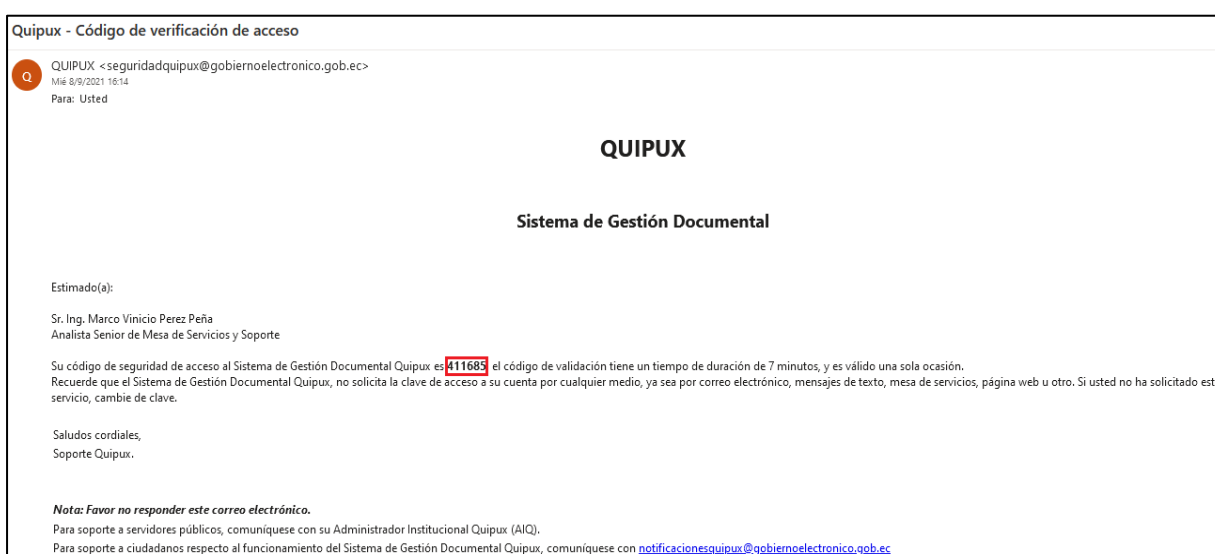 Quipux - Código de verificación de acceso
Q
QUIPUX <seguridadquipux@gobiernoelectronico.gob.ec>
Mié 8/9/2021 16:14
Para: Usted
QUIPUX
Sistema de Gestión Documental
Estimado(a):
Sr. Ing. Marco Vinicio Perez Peña
Analista Senior de Mesa de Servicios y Soporte
Su código de seguridad de acceso al Sistema de Gestión Documental Quipux es 411685, el código de validación tiene un tiempo de duración de 7 minutos, y es válido una sola ocasión.
Recuerde que el Sistema de Gestión Documental Quipux, no solicita la clave de acceso a su cuenta por cualquier medio, ya sea por correo electrónico, mensajes de texto, mesa de servicios, página web u otro. Si usted no ha solicitado est
servicio, cambie de clave.
Saludos cordiales,
Soporte Quipux.
Nota: Favor no responder este correo electrónico.
Para soporte a servidores públicos, comuníquese con su Administrador Institucional Quipux (AIQ).
Para soporte a ciudadanos respecto al funcionamiento del Sistema de Gestión Documental Quipux, comuníquese con notificacionesquipux@gobiernoelectronico.gob.ec